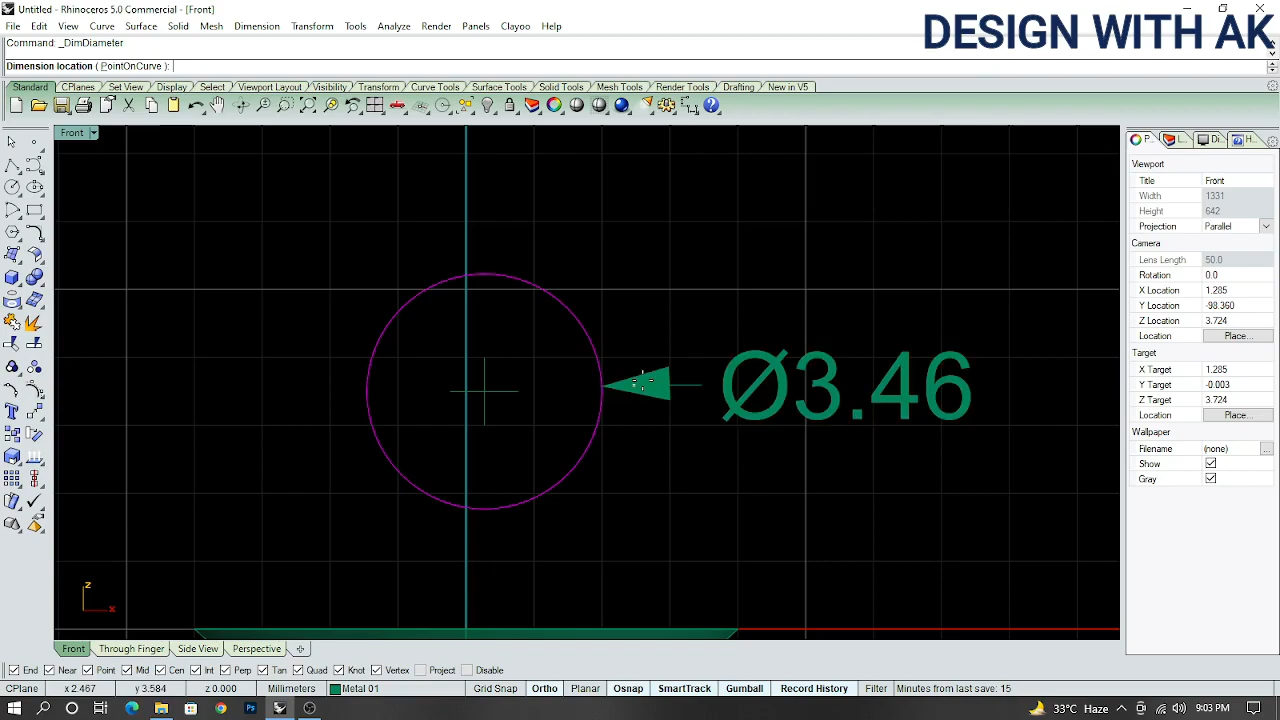 Untitled - Rhinoceros 5.0 Commercial - [Front]
DESIGN WITH AK
File Edit View Curve Surface Solid Mesh Dimension Transform Tools Analyze Render Panels Clayoo Help
Command: _DimDiameter
Dimension location ( PointOnCurve ):
Standard CPlanes Set View Display Select Viewport Layout Visibility Transform Curve Tools Surface Tools Solid Tools Mesh Tools Render Tools Drafting New in V5
Front
P... L... Di... H...
Viewport
Title Front
Width 1331
Height 642
Projection Parallel
Camera
Lens Length 50.0
Rotation 0.0
X Location 1.285
Y Location -98.360
Z Location 3.724
Location Place...
Target
X Target 1.285
Y Target -0.003
Z Target 3.724
Location Place...
Wallpaper
Filename (none) ...
Show
Gray
Ø3.46
z
x
Front Through Finger Side View Perspective
End Near Point Mid Cen Int Perp Tan Quad Knot Vertex Project Disable
CPlane x 2.467 y 3.584 z 0.000 Millimeters Metal 01 Grid Snap Ortho Planar Osnap SmartTrack Gumball Record History Filter Minutes from last save: 15
Ps 33°C Haze 9:03 PM